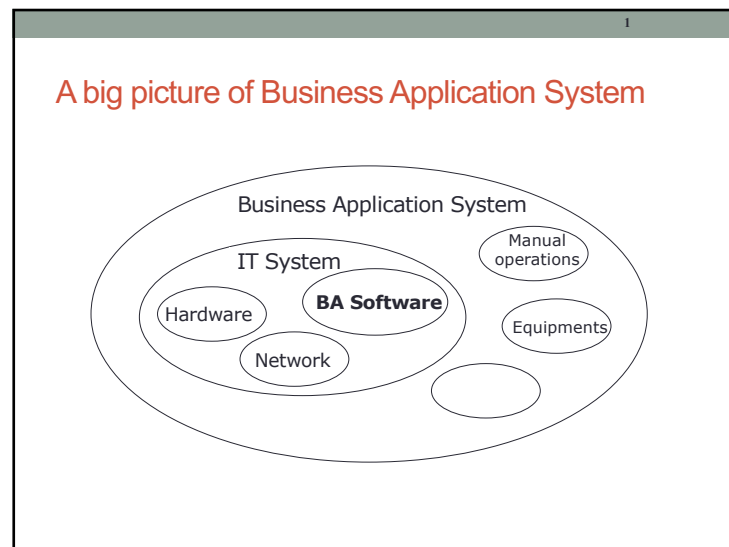 1
A big picture of Business Application System
Business Application System
Manual
operations
IT System
BA Software
Hardware
Equipments
Network